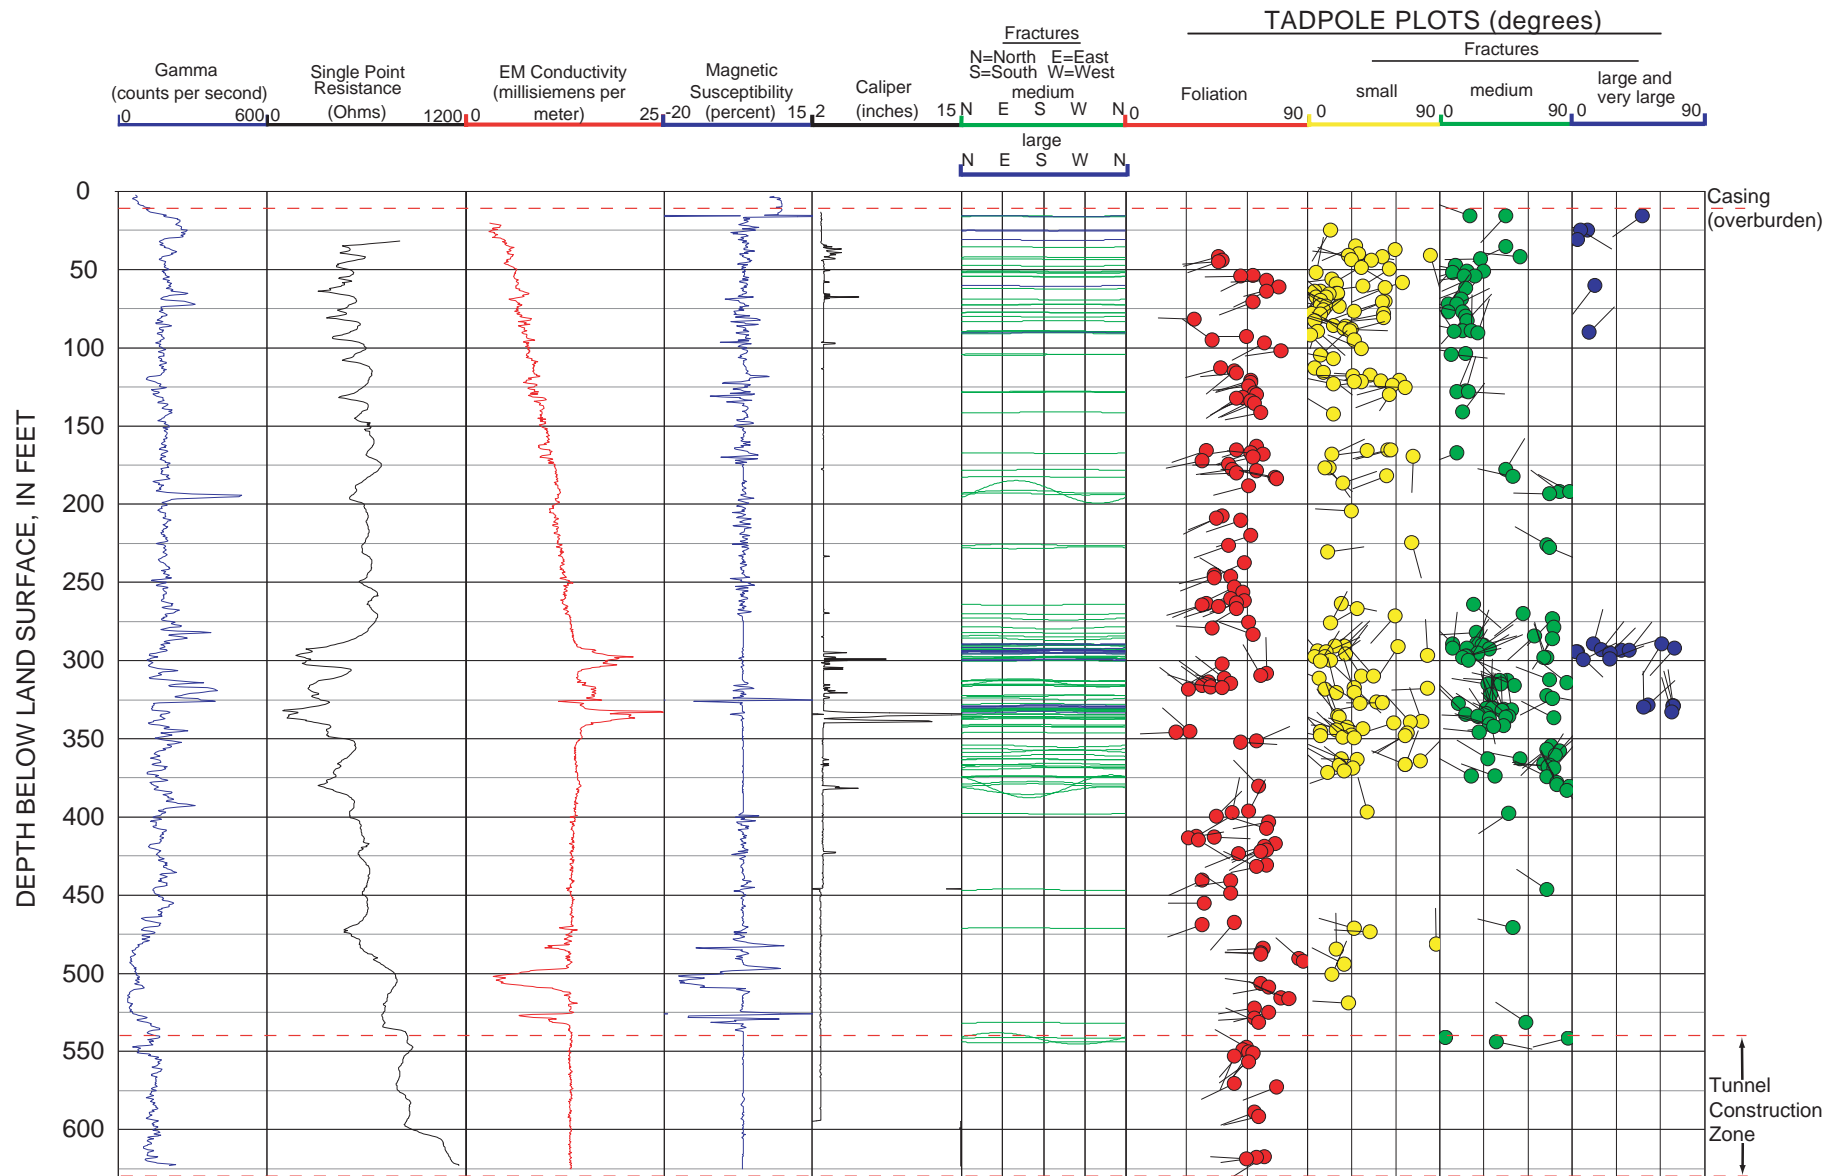 TADPOLE PLOTS (degrees)
Fractures
N=North E=East
S=South W=West
Fractures
Gamma
(counts per second)
Single Point
Resistance
(Ohms)
EM Conductivity
(millisiemens per
meter)
Magnetic
Susceptibility
(percent)
Caliper
(inches)
medium
Foliation
small
medium
large and
very large
0 600
0 1200
0 25
-20 15
2 15
N E S W N
0 90
0 90
0 90
0 90
large
N E S W N
0
50
100
150
200
250
300
350
400
450
500
550
600
DEPTH BELOW LAND SURFACE, IN FEET
Casing
(overburden)
Tunnel
Construction
Zone